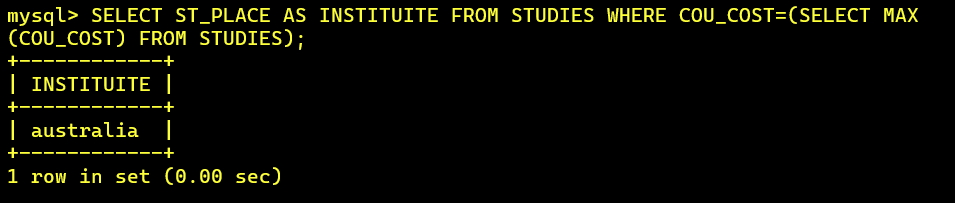 mysql> SELECT ST_PLACE AS INSTITUITE FROM STUDIES WHERE COU_COST=(SELECT MAX
(COU_COST) FROM STUDIES);
+------------+
| INSTITUITE |
+------------+
| australia  |
+------------+
1 row in set (0.00 sec)